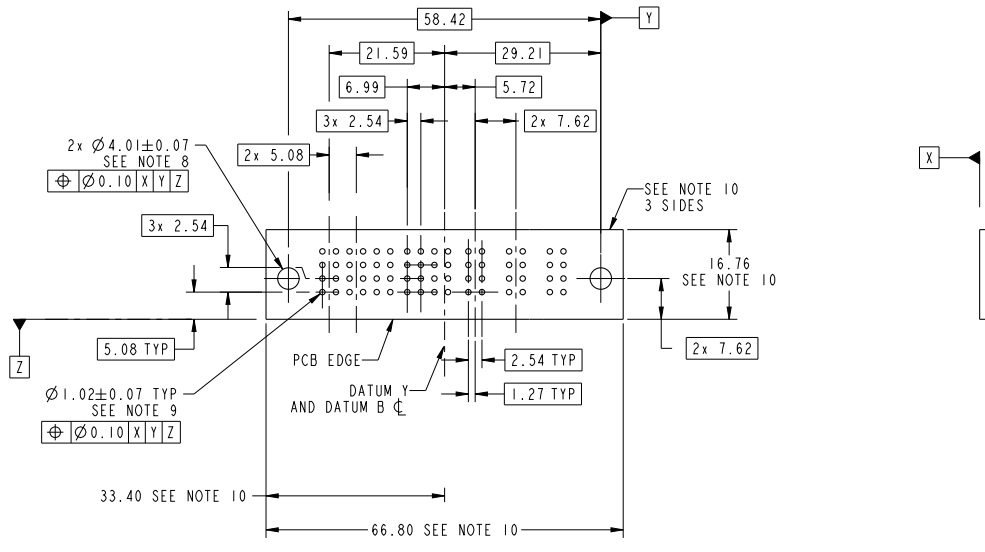 58.42
Y
21.59
29.21
6.99
5.72
3x 2.54
2x 7.62
2x Ø4.01±0.07
SEE NOTE 8
⌖ Ø0.10 X Y Z
2x 5.08
X
SEE NOTE 10
3 SIDES
3x 2.54
16.76
SEE NOTE 10
5.08 TYP
Z
PCB EDGE
2.54 TYP
2x 7.62
Ø1.02±0.07 TYP
SEE NOTE 9
⌖ Ø0.10 X Y Z
DATUM Y
AND DATUM B ℄
1.27 TYP
33.40 SEE NOTE 10
66.80 SEE NOTE 10